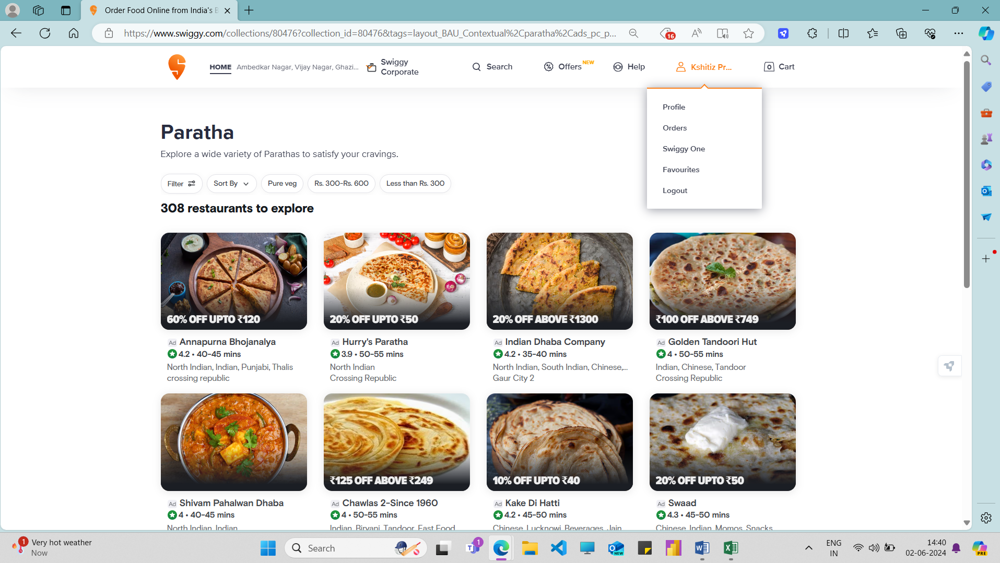 Order Food Online from India's B
https://www.swiggy.com/collections/80476?collection_id=80476&tags=layout_BAU_Contextual%2Cparatha%2Cads_pc_p...
16
HOME
Ambedkar Nagar, Vijay Nagar, Ghazi...
Swiggy
Corporate
Search
Offers NEW
Help
Kshitiz Pr...
0
Cart
Profile
Orders
Swiggy One
Favourites
Logout
Paratha
Explore a wide variety of Parathas to satisfy your cravings.
Filter
Sort By
Pure veg
Rs. 300-Rs. 600
Less than Rs. 300
308 restaurants to explore
60% OFF UPTO ₹120
20% OFF UPTO ₹50
20% OFF ABOVE ₹1300
₹100 OFF ABOVE ₹749
Ad Annapurna Bhojanalya
4.2 • 40-45 mins
North Indian, Indian, Punjabi, Thalis
crossing republic
Ad Hurry's Paratha
3.9 • 50-55 mins
North Indian
Crossing Republic
Ad Indian Dhaba Company
4.2 • 35-40 mins
North Indian, South Indian, Chinese,...
Gaur City 2
Ad Golden Tandoori Hut
4 • 50-55 mins
Indian, Chinese, Tandoor
Crossing Republic
₹125 OFF ABOVE ₹249
10% OFF UPTO ₹40
20% OFF UPTO ₹50
Ad Shivam Pahalwan Dhaba
4 • 40-45 mins
North Indian, Indian
Ad Chawlas 2-Since 1960
4 • 50-55 mins
Indian, Biryani, Tandoor, Fast Food
Ad Kake Di Hatti
4.2 • 45-50 mins
Chinese, Lucknowi, Beverages, Jain
Ad Swaad
4.3 • 45-50 mins
Chinese, Indian, Momos, Snacks
1
Very hot weather
Now
Search
1
NEW
ENG
IN
14:40
02-06-2024
PRE